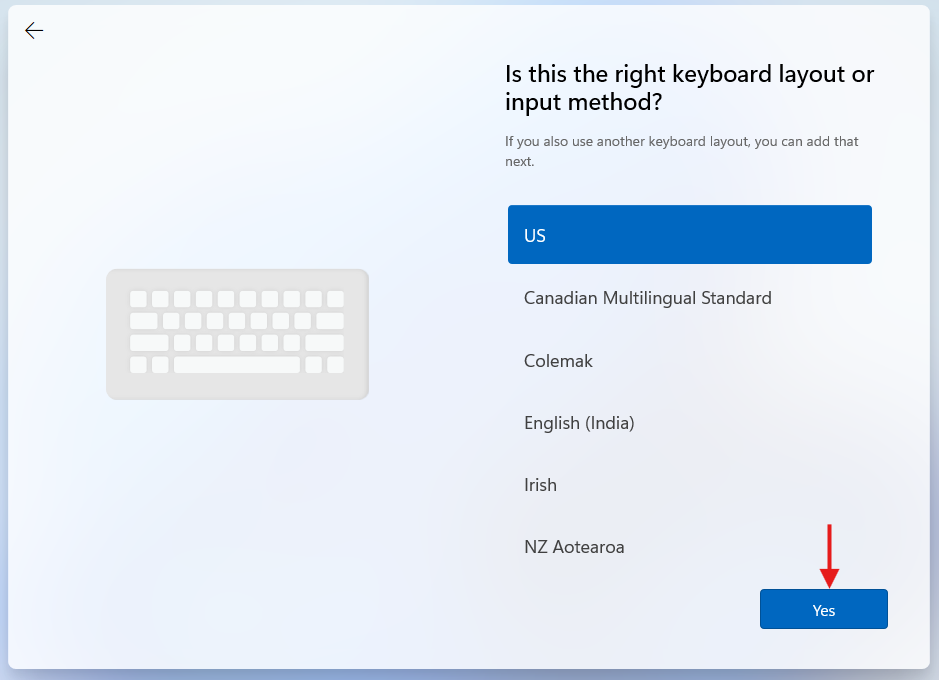 Is this the right keyboard layout or
input method?
If you also use another keyboard layout, you can add that
next.
US
Canadian Multilingual Standard
Colemak
English (India)
Irish
NZ Aotearoa
Yes